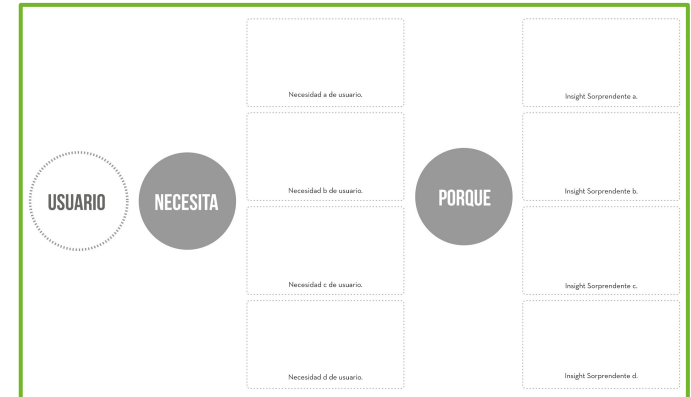 USUARIO
NECESITA
Necesidad a de usuario.
Necesidad b de usuario.
Necesidad c de usuario.
Necesidad d de usuario.
PORQUE
Insight Sorprendente a.
Insight Sorprendente b.
Insight Sorprendente c.
Insight Sorprendente d.